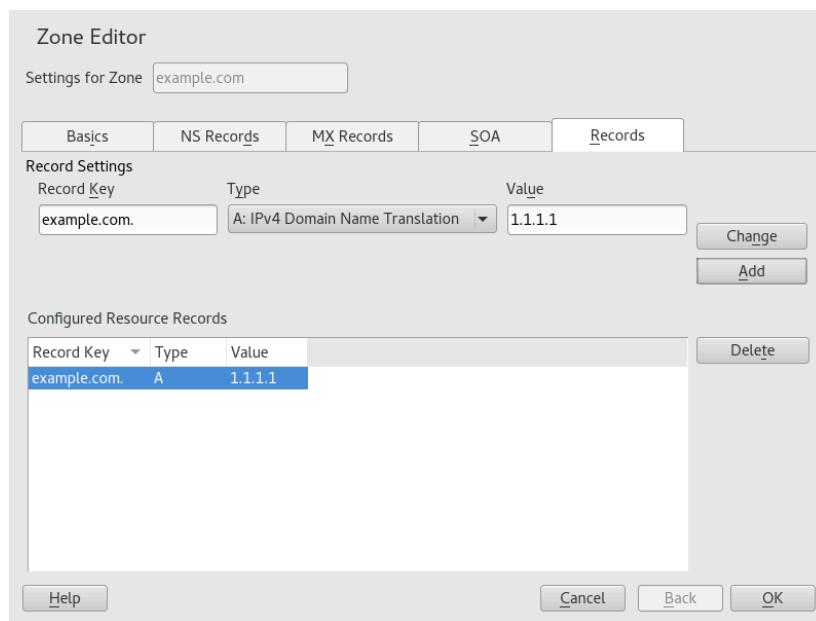 Zone Editor
Settings for Zone example.com
Basics NS Records MX Records SOA Records
Record Settings
Record Key Type Value
example.com. A: IPv4 Domain Name Translation 1.1.1.1
Change
Add
Configured Resource Records
Record Key Type Value Delete
example.com. A 1.1.1.1
Help Cancel Back OK